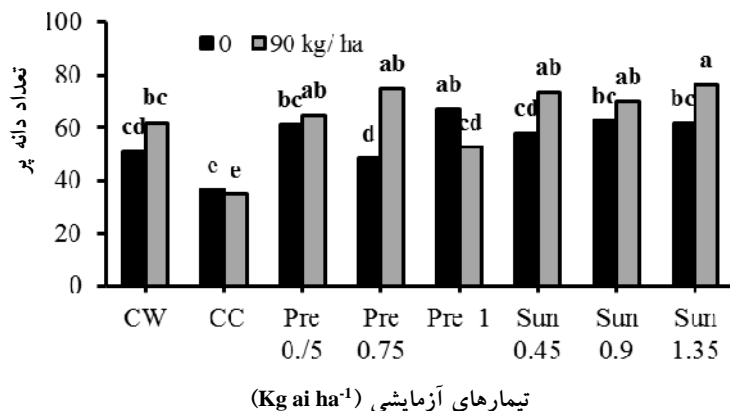 100
0 90 kg/ ha
80
60
40
20
0
تعداد دانه پر
cd bc
e e
bc ab
d ab
ab cd
cd ab
bc ab
bc a
CW CC Pre Pre Pre 1 Sun Sun Sun
0./5 0.75 0.45 0.9 1.35
تیمارهای آزمایشی (Kg ai ha⁻¹)